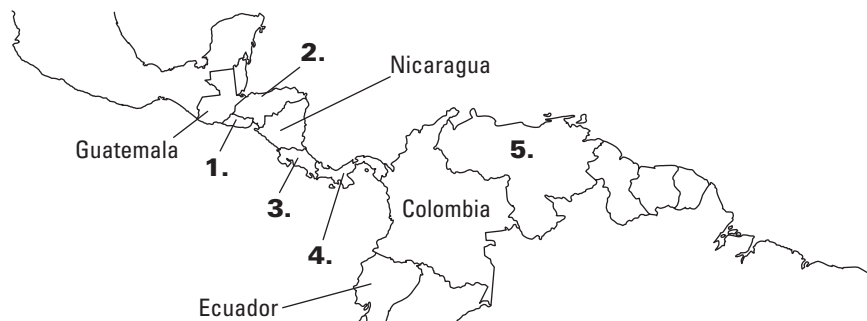 2.
Nicaragua
Guatemala
1.
5.
3.
Colombia
4.
Ecuador